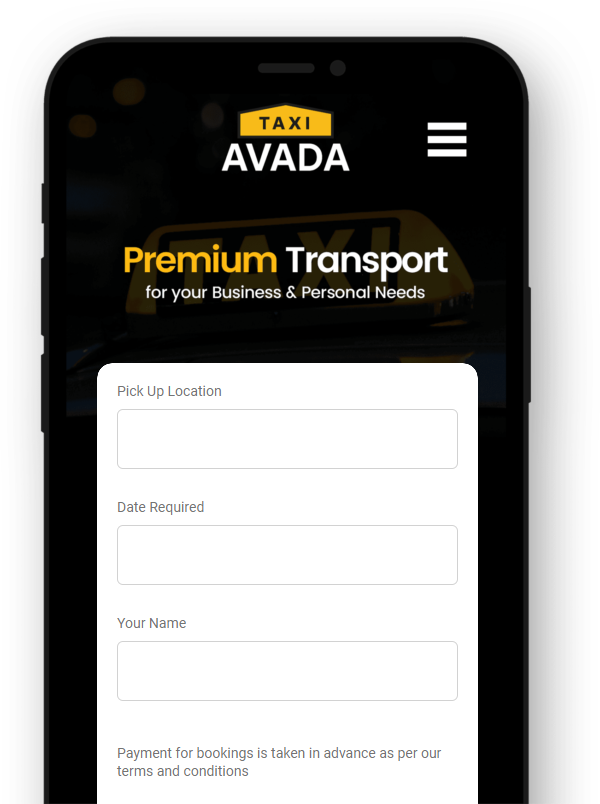 TAXI
AVADA
TAXI
Premium Transport
for your Business & Personal Needs
Pick Up Location
Date Required
Your Name
Payment for bookings is taken in advance as per our
terms and conditions